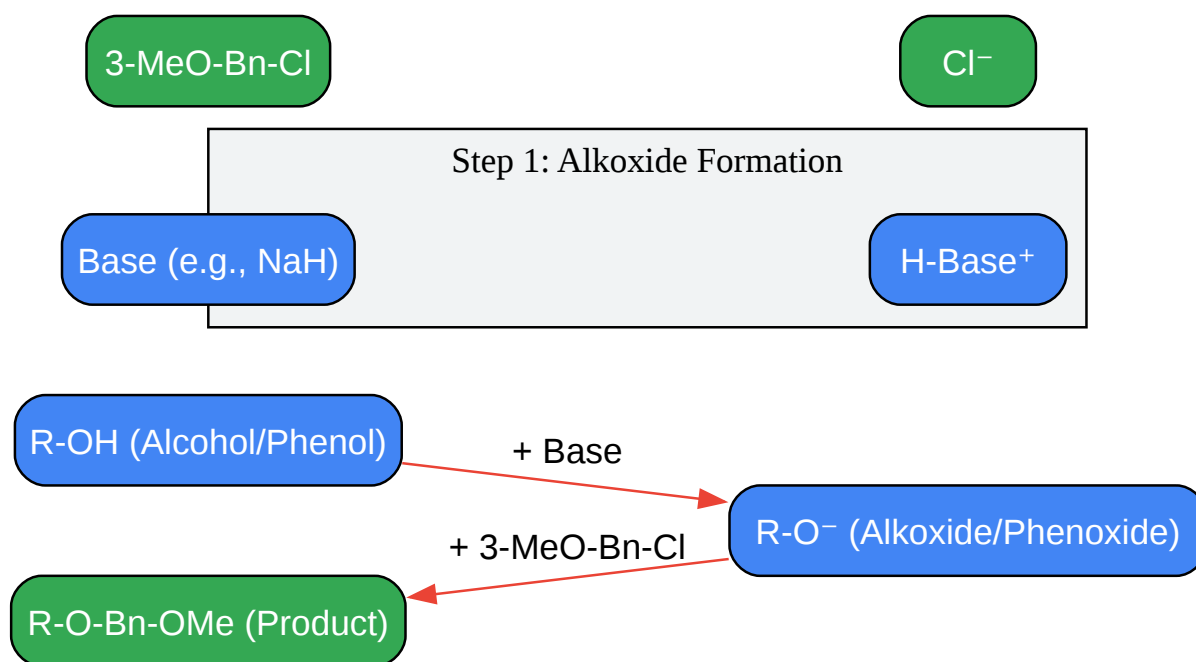 3-MeO-Bn-Cl
Cl⁻
Step 1: Alkoxide Formation
Base (e.g., NaH)
H-Base⁺
R-OH (Alcohol/Phenol)
+ Base
R-O⁻ (Alkoxide/Phenoxide)
+ 3-MeO-Bn-Cl
R-O-Bn-OMe (Product)